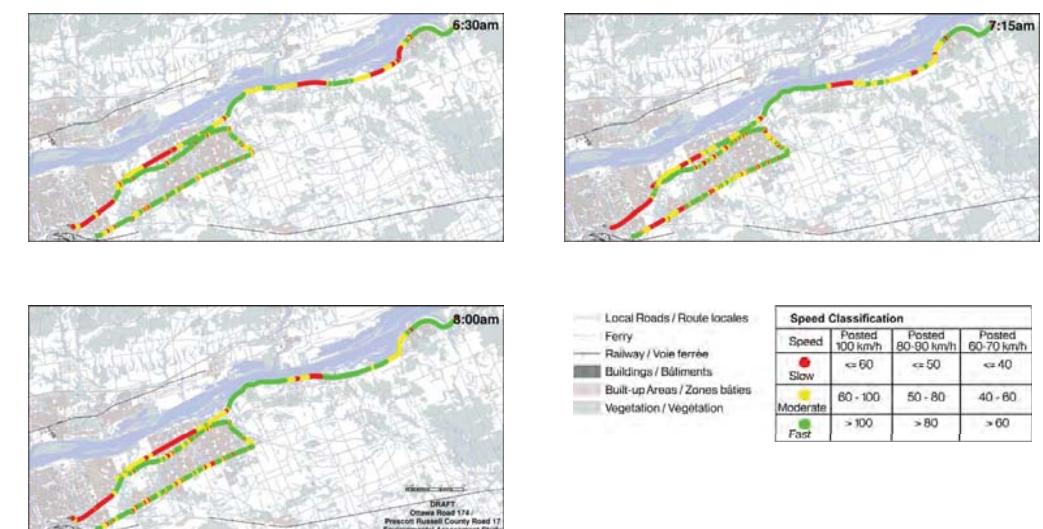 6:30am
7:15am
8:00am
DRAFT
Ottawa Road 174 /
Prescott Russell County Road 17
Environmental Assessment Study
Local Roads / Route locales
Ferry
Railway / Voie ferrée
Buildings / Bâtiments
Built-up Areas / Zones bâties
Vegetation / Végétation
Speed Classification
Speed Posted 100 km/h Posted 80-90 km/h Posted 60-70 km/h
Slow <= 60 <= 50 <= 40
Moderate 60 - 100 50 - 80 40 - 60
Fast > 100 > 80 > 60